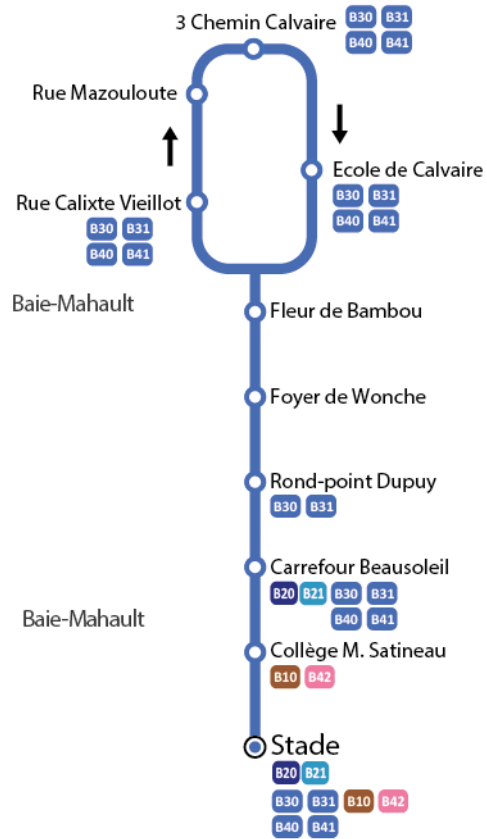 3 Chemin Calvaire
B30 B31
B40 B41
Rue Mazouloute
Ecole de Calvaire
B30 B31
B40 B41
Rue Calixte Vieillot
B30 B31
B40 B41
Baie-Mahault
Fleur de Bambou
Foyer de Wonche
Rond-point Dupuy
B30 B31
Carrefour Beausoleil
B20 B21 B30 B31
B40 B41
Baie-Mahault
Collège M. Satineau
B10 B42
Stade
B20 B21
B30 B31 B10 B42
B40 B41